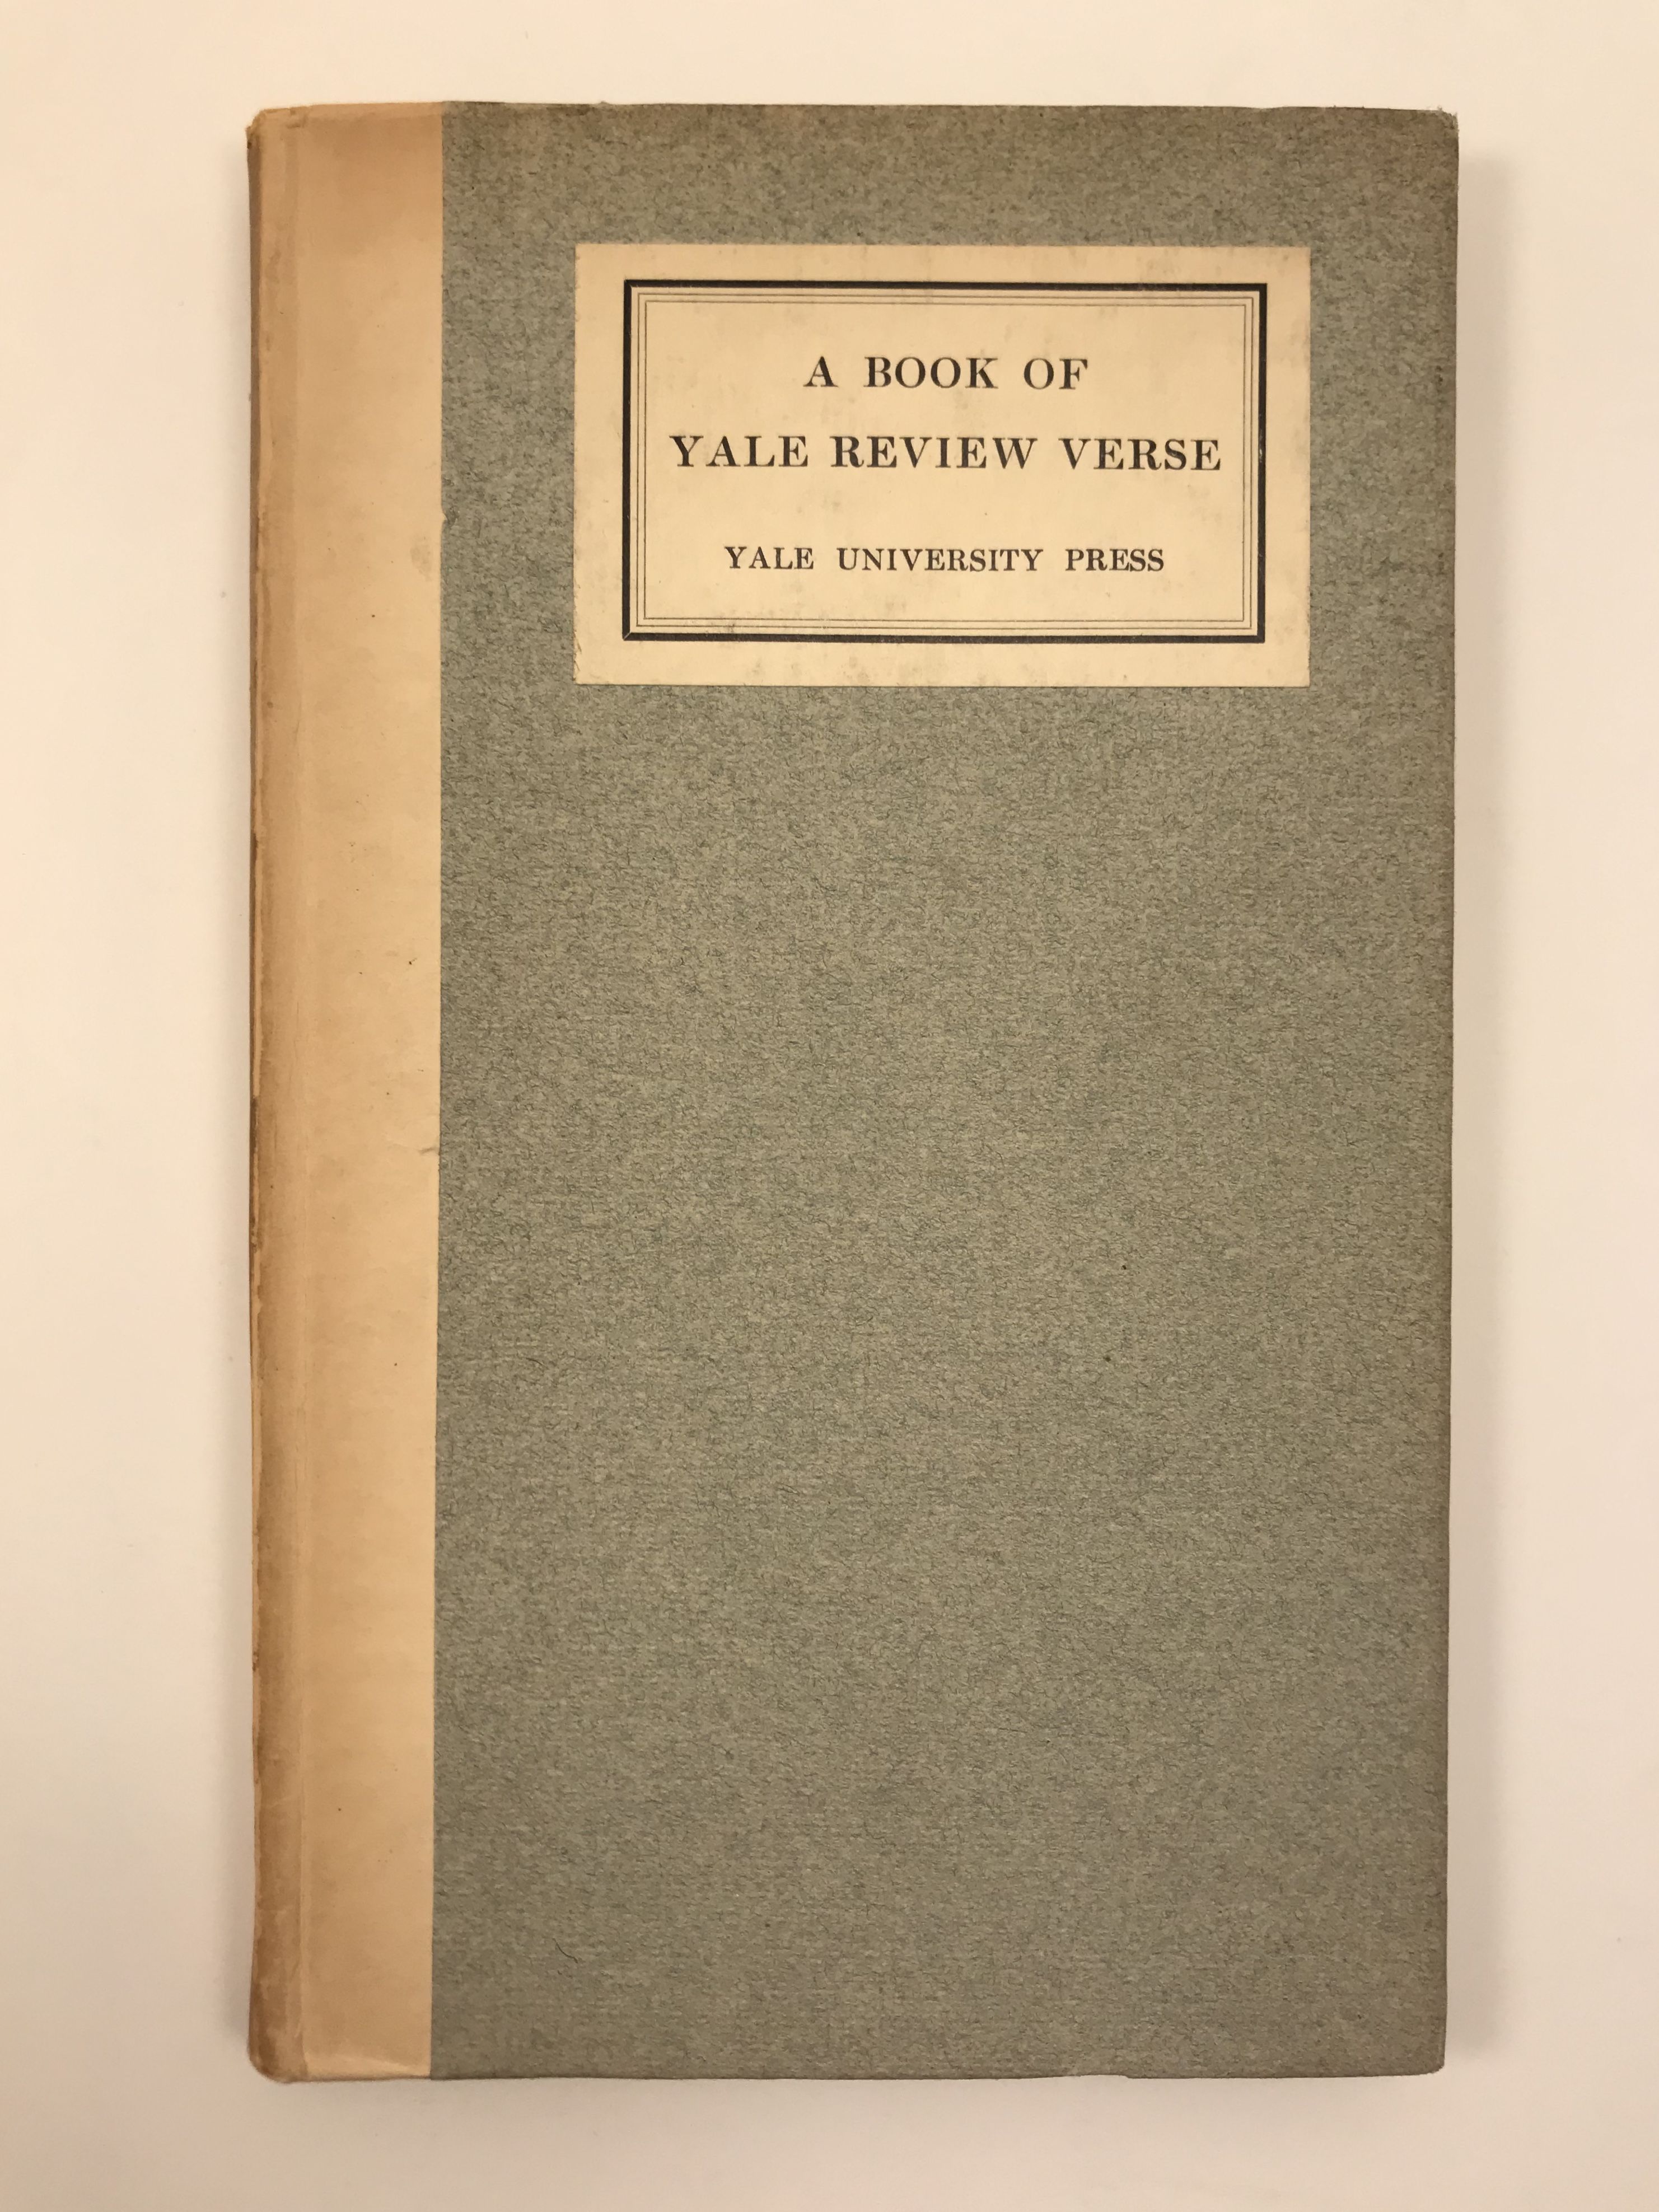 A BOOK OF
YALE REVIEW VERSE
YALE UNIVERSITY PRESS